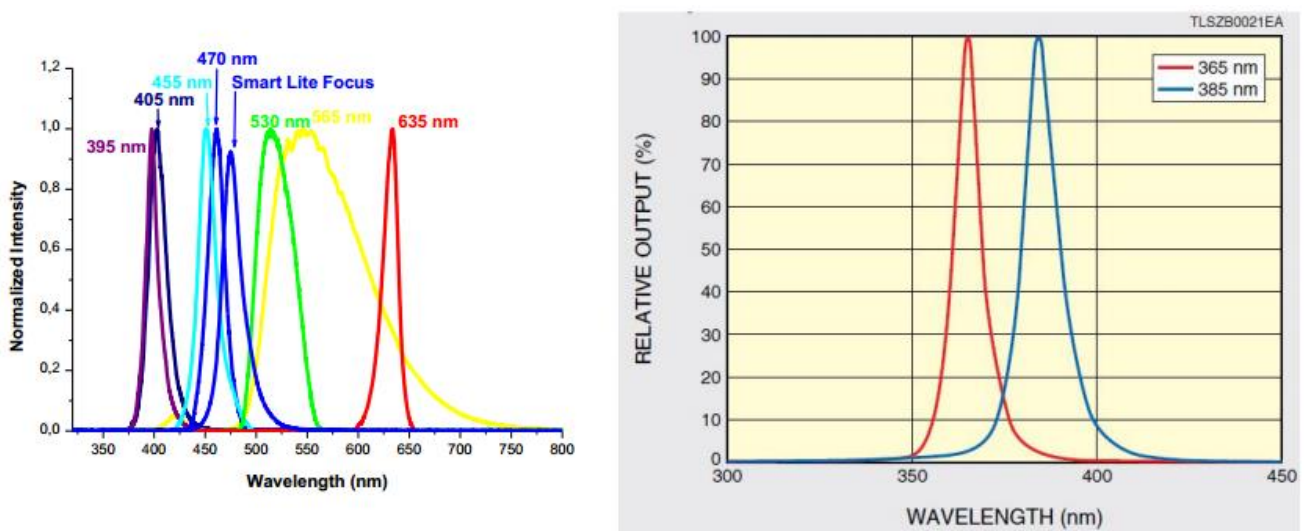 470 nm
455 nm
Smart Lite Focus
405 nm
565 nm
530 nm
635 nm
395 nm
1,2
1,0
0,8
0,6
0,4
0,2
0,0
Normalized Intensity
350 400 450 500 550 600 650 700 750 800
Wavelength (nm)
TLSZB0021EA
365 nm
385 nm
100
90
80
70
60
50
40
30
20
10
0
RELATIVE OUTPUT (%)
300 350 400 450
WAVELENGTH (nm)